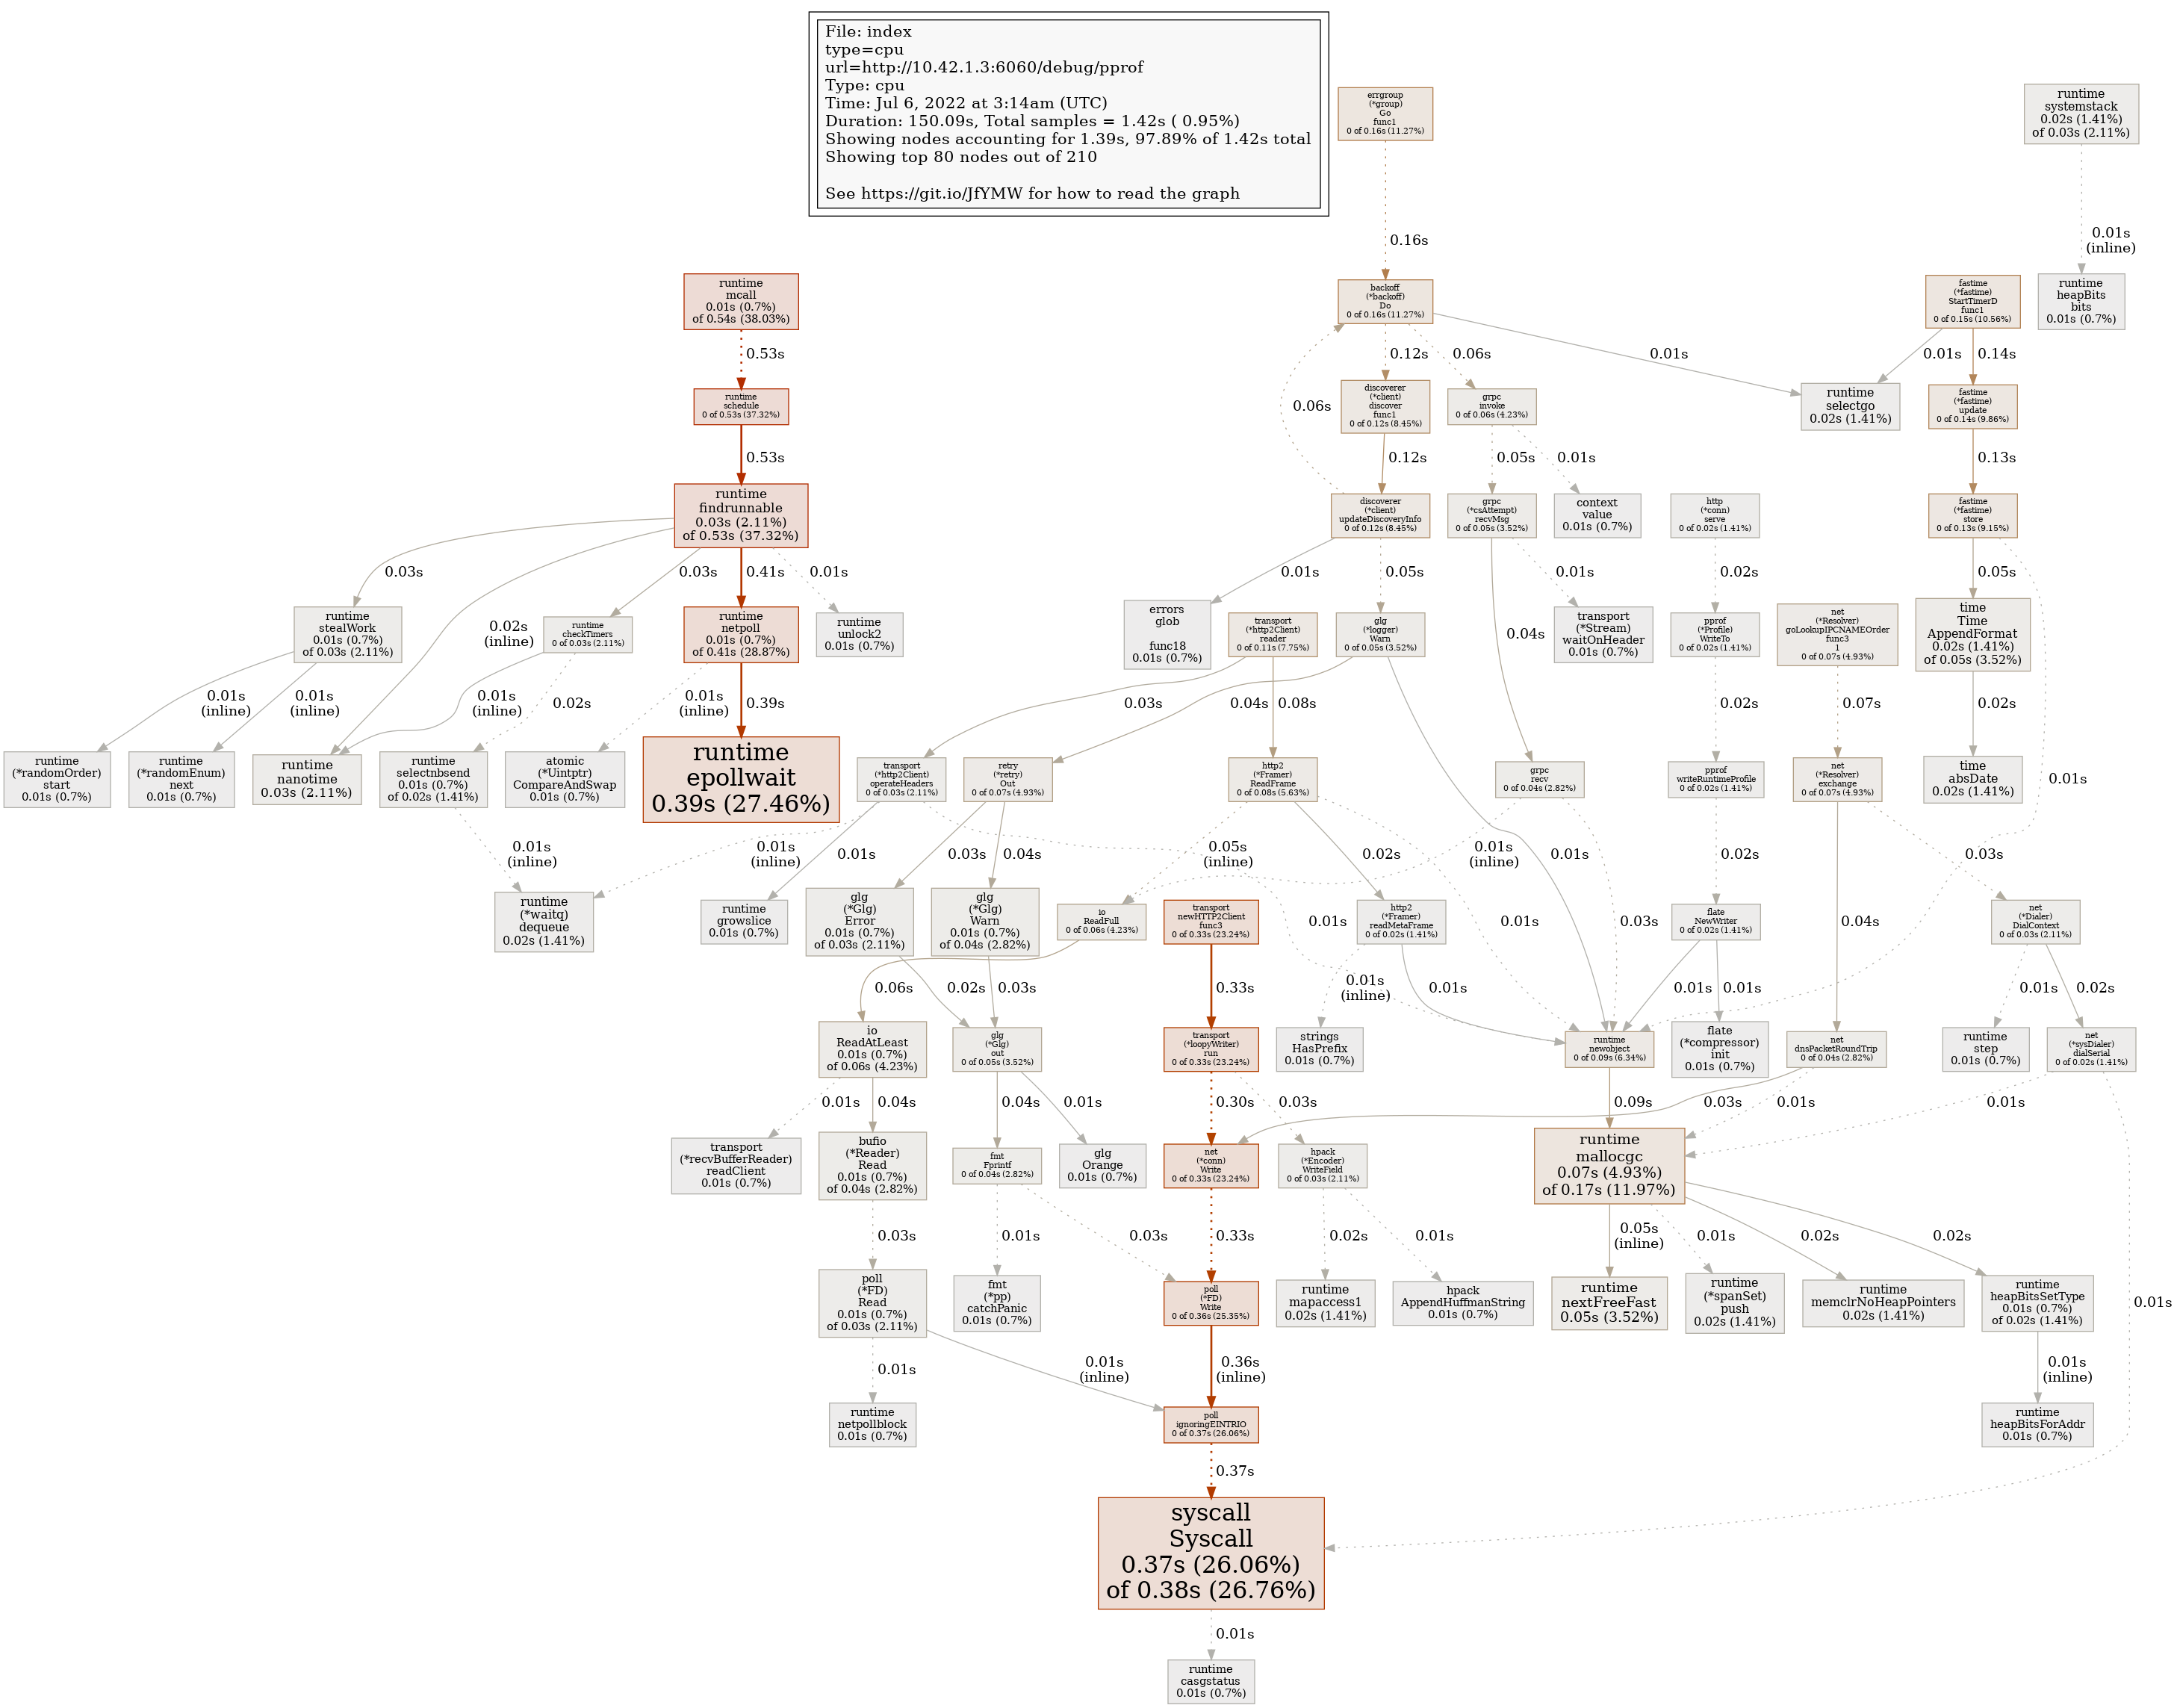 File: index
type=cpu
url=http://10.42.1.3:6060/debug/pprof
Type: cpu
Time: Jul 6, 2022 at 3:14am (UTC)
Duration: 150.09s, Total samples = 1.42s ( 0.95%)
Showing nodes accounting for 1.39s, 97.89% of 1.42s total
Showing top 80 nodes out of 210
See https://git.io/JfYMW for how to read the graph
errgroup
(*group)
Go
func1
0 of 0.16s (11.27%)
runtime
systemstack
0.02s (1.41%)
of 0.03s (2.11%)
0.16s
0.01s
(inline)
runtime
mcall
0.01s (0.7%)
of 0.54s (38.03%)
backoff
(*backoff)
Do
0 of 0.16s (11.27%)
fastime
(*fastime)
StartTimerD
func1
0 of 0.15s (10.56%)
runtime
heapBits
bits
0.01s (0.7%)
0.53s
0.12s
0.06s
0.01s
0.01s
0.14s
runtime
schedule
0 of 0.53s (37.32%)
0.06s
discoverer
(*client)
discover
func1
0 of 0.12s (8.45%)
grpc
invoke
0 of 0.06s (4.23%)
runtime
selectgo
0.02s (1.41%)
fastime
(*fastime)
update
0 of 0.14s (9.86%)
0.53s
0.12s
0.05s
0.01s
0.13s
runtime
findrunnable
0.03s (2.11%)
of 0.53s (37.32%)
discoverer
(*client)
updateDiscoveryInfo
0 of 0.12s (8.45%)
grpc
(*csAttempt)
recvMsg
0 of 0.05s (3.52%)
context
value
0.01s (0.7%)
http
(*conn)
serve
0 of 0.02s (1.41%)
fastime
(*fastime)
store
0 of 0.13s (9.15%)
0.03s
0.02s
(inline)
0.03s
0.41s
0.01s
0.01s
0.05s
0.04s
0.01s
0.02s
0.05s
0.01s
runtime
stealWork
0.01s (0.7%)
of 0.03s (2.11%)
runtime
checkTimers
0 of 0.03s (2.11%)
runtime
netpoll
0.01s (0.7%)
of 0.41s (28.87%)
runtime
unlock2
0.01s (0.7%)
errors
glob
func18
0.01s (0.7%)
transport
(*http2Client)
reader
0 of 0.11s (7.75%)
glg
(*logger)
Warn
0 of 0.05s (3.52%)
transport
(*Stream)
waitOnHeader
0.01s (0.7%)
pprof
(*Profile)
WriteTo
0 of 0.02s (1.41%)
net
(*Resolver)
goLookupIPCNAMEOrder
func3
1
0 of 0.07s (4.93%)
time
Time
AppendFormat
0.02s (1.41%)
of 0.05s (3.52%)
0.01s
(inline)
0.01s
(inline)
0.01s
(inline)
0.02s
0.01s
(inline)
0.39s
0.03s
0.04s
0.08s
0.01s
0.02s
0.07s
0.02s
runtime
(*randomOrder)
start
0.01s (0.7%)
runtime
(*randomEnum)
next
0.01s (0.7%)
runtime
nanotime
0.03s (2.11%)
runtime
selectnbsend
0.01s (0.7%)
of 0.02s (1.41%)
atomic
(*Uintptr)
CompareAndSwap
0.01s (0.7%)
runtime
epollwait
0.39s (27.46%)
transport
(*http2Client)
operateHeaders
0 of 0.03s (2.11%)
retry
(*retry)
Out
0 of 0.07s (4.93%)
http2
(*Framer)
ReadFrame
0 of 0.08s (5.63%)
grpc
recv
0 of 0.04s (2.82%)
pprof
writeRuntimeProfile
0 of 0.02s (1.41%)
net
(*Resolver)
exchange
0 of 0.07s (4.93%)
time
absDate
0.02s (1.41%)
0.01s
(inline)
0.01s
(inline)
0.01s
0.01s
0.03s
0.04s
0.05s
(inline)
0.02s
0.01s
0.01s
(inline)
0.03s
0.02s
0.04s
0.03s
runtime
(*waitq)
dequeue
0.02s (1.41%)
runtime
growslice
0.01s (0.7%)
glg
(*Glg)
Error
0.01s (0.7%)
of 0.03s (2.11%)
glg
(*Glg)
Warn
0.01s (0.7%)
of 0.04s (2.82%)
io
ReadFull
0 of 0.06s (4.23%)
transport
newHTTP2Client
func3
0 of 0.33s (23.24%)
http2
(*Framer)
readMetaFrame
0 of 0.02s (1.41%)
flate
NewWriter
0 of 0.02s (1.41%)
net
(*Dialer)
DialContext
0 of 0.03s (2.11%)
0.06s
0.02s
0.03s
0.33s
0.01s
(inline)
0.01s
0.01s
0.01s
0.01s
0.02s
io
ReadAtLeast
0.01s (0.7%)
of 0.06s (4.23%)
glg
(*Glg)
out
0 of 0.05s (3.52%)
transport
(*loopyWriter)
run
0 of 0.33s (23.24%)
strings
HasPrefix
0.01s (0.7%)
runtime
newobject
0 of 0.09s (6.34%)
flate
(*compressor)
init
0.01s (0.7%)
net
dnsPacketRoundTrip
0 of 0.04s (2.82%)
runtime
step
0.01s (0.7%)
net
(*sysDialer)
dialSerial
0 of 0.02s (1.41%)
0.01s
0.04s
0.04s
0.01s
0.30s
0.03s
0.09s
0.03s
0.01s
0.01s
0.01s
transport
(*recvBufferReader)
readClient
0.01s (0.7%)
bufio
(*Reader)
Read
0.01s (0.7%)
of 0.04s (2.82%)
fmt
Fprintf
0 of 0.04s (2.82%)
glg
Orange
0.01s (0.7%)
net
(*conn)
Write
0 of 0.33s (23.24%)
hpack
(*Encoder)
WriteField
0 of 0.03s (2.11%)
runtime
mallocgc
0.07s (4.93%)
of 0.17s (11.97%)
0.03s
0.01s
0.03s
0.33s
0.02s
0.01s
0.05s
(inline)
0.01s
0.02s
0.02s
poll
(*FD)
Read
0.01s (0.7%)
of 0.03s (2.11%)
fmt
(*pp)
catchPanic
0.01s (0.7%)
poll
(*FD)
Write
0 of 0.36s (25.35%)
runtime
mapaccess1
0.02s (1.41%)
hpack
AppendHuffmanString
0.01s (0.7%)
runtime
nextFreeFast
0.05s (3.52%)
runtime
(*spanSet)
push
0.02s (1.41%)
runtime
memclrNoHeapPointers
0.02s (1.41%)
runtime
heapBitsSetType
0.01s (0.7%)
of 0.02s (1.41%)
0.01s
0.01s
(inline)
0.36s
(inline)
0.01s
(inline)
runtime
netpollblock
0.01s (0.7%)
poll
ignoringEINTRIO
0 of 0.37s (26.06%)
runtime
heapBitsForAddr
0.01s (0.7%)
0.37s
syscall
Syscall
0.37s (26.06%)
of 0.38s (26.76%)
0.01s
runtime
casgstatus
0.01s (0.7%)